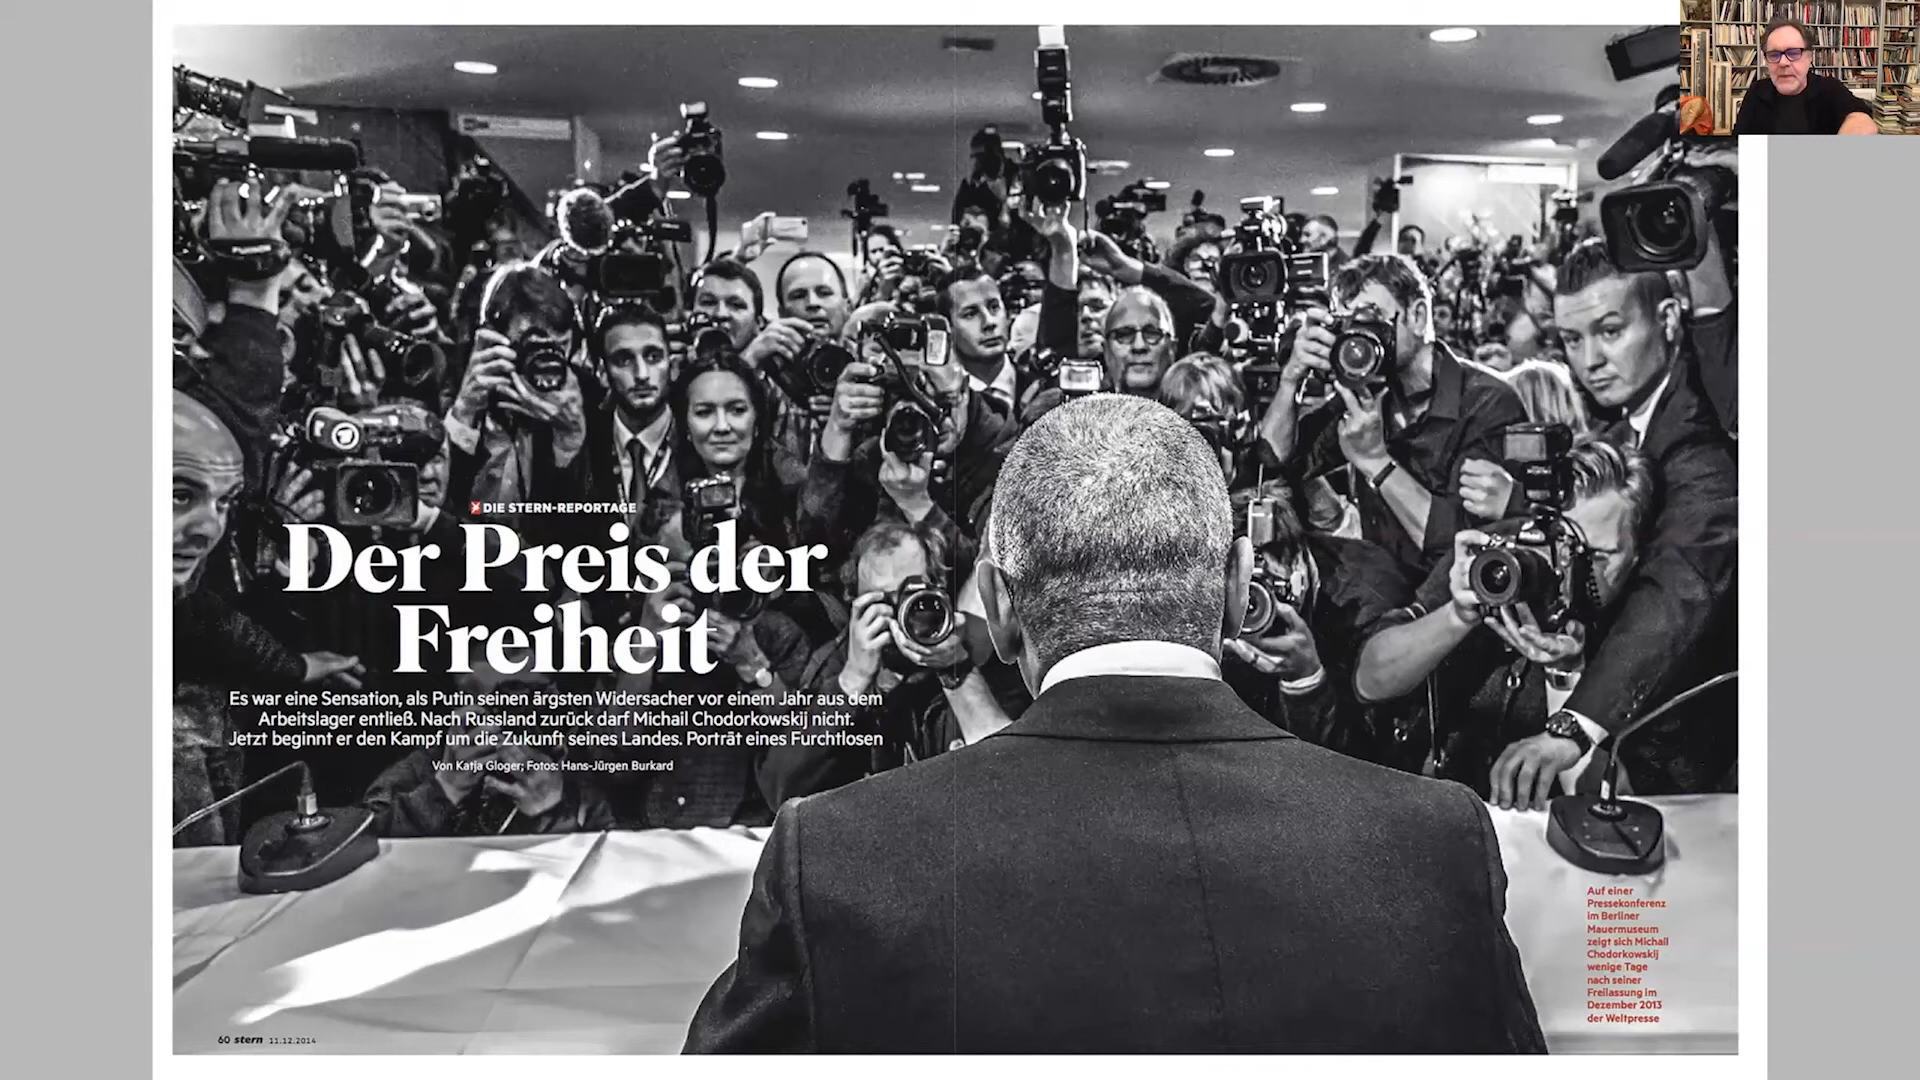 DIE STERN-REPORTAGE
Der Preis der
Freiheit
Es war eine Sensation, als Putin seinen ärgsten Widersacher vor einem Jahr aus dem
Arbeitslager entließ. Nach Russland zurück darf Michail Chodorkowskij nicht.
Jetzt beginnt er den Kampf um die Zukunft seines Landes. Porträt eines Furchtlosen
Von Katja Gloger; Fotos: Hans-Jürgen Burkard
Auf einer
Pressekonferenz
im Berliner
Mauermuseum
zeigt sich Michail
Chodorkowskij
wenige Tage
nach seiner
Freilassung im
Dezember 2013
der Weltpresse
60 stern 11.12.2014